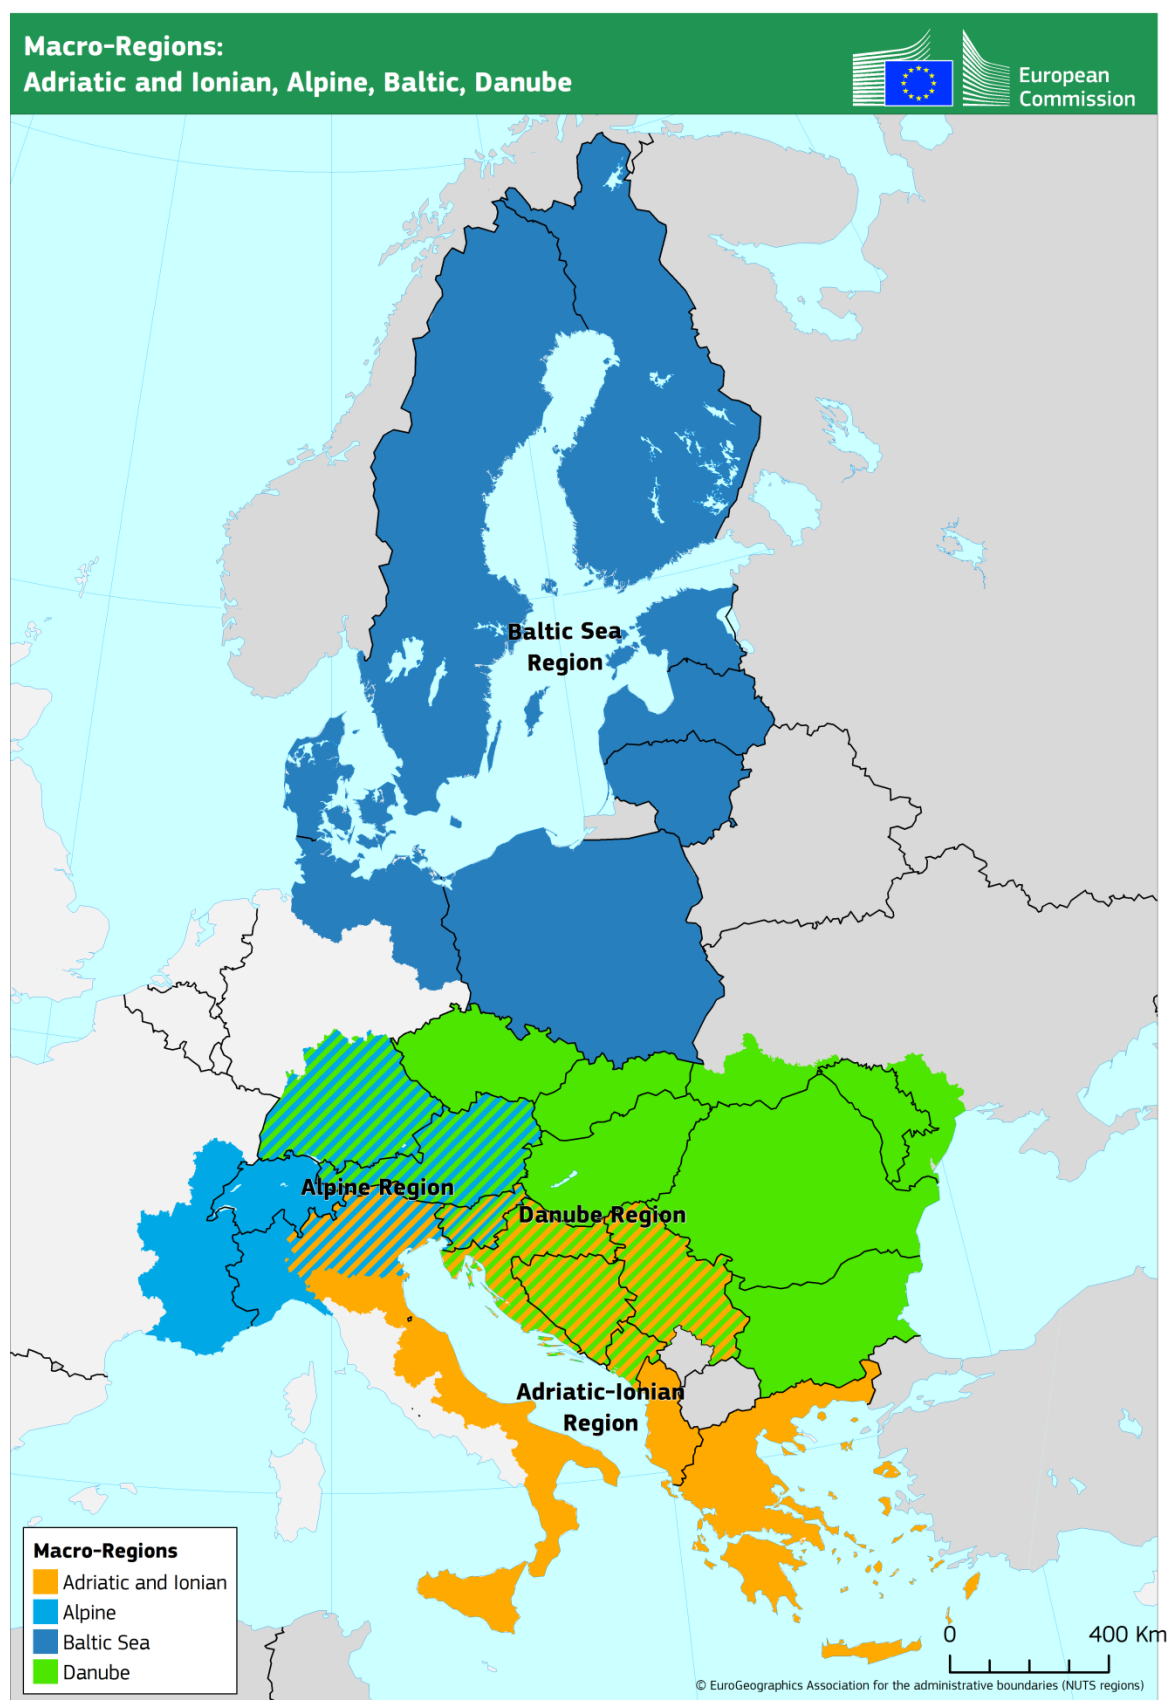 Macro-Regions:
Adriatic and Ionian, Alpine, Baltic, Danube
European
Commission
Baltic Sea
Region
Alpine Region
Danube Region
Adriatic-Ionian
Region
Macro-Regions
Adriatic and Ionian
Alpine
Baltic Sea
Danube
0 400 Km
© EuroGeographics Association for the administrative boundaries (NUTS regions)